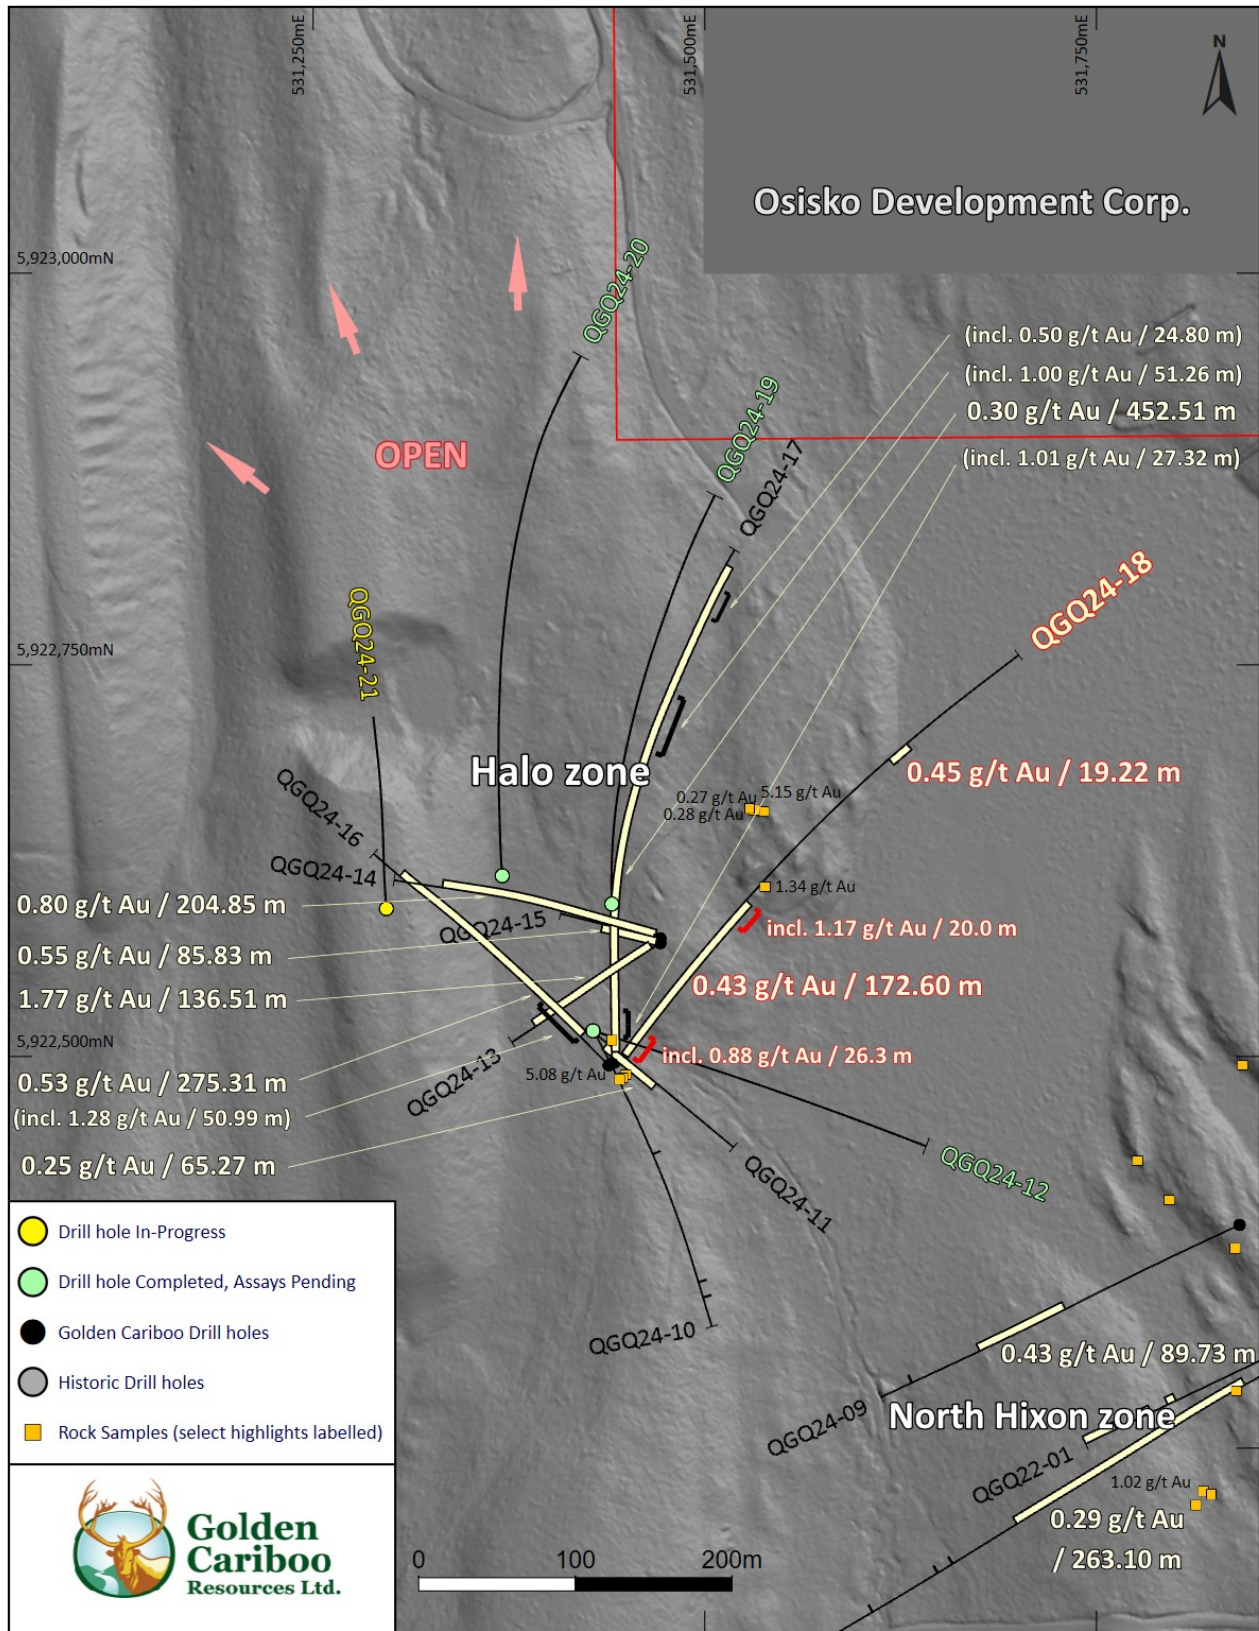 531,250mE
531,500mE
531,750mE
N
Osisko Development Corp.
5,923,000mN
QGQ24-20
(incl. 0.50 g/t Au / 24.80 m)
(incl. 1.00 g/t Au / 51.26 m)
0.30 g/t Au / 452.51 m
(incl. 1.01 g/t Au / 27.32 m)
OPEN
QGQ24-19
QGQ24-17
QGQ24-18
QGQ24-21
5,922,750mN
Halo zone
0.45 g/t Au / 19.22 m
0.27 g/t Au
5.15 g/t Au
0.28 g/t Au
QGQ24-16
QGQ24-14
1.34 g/t Au
0.80 g/t Au / 204.85 m
QGQ24-15
incl. 1.17 g/t Au / 20.0 m
0.55 g/t Au / 85.83 m
0.43 g/t Au / 172.60 m
1.77 g/t Au / 136.51 m
5,922,500mN
QGQ24-13
incl. 0.88 g/t Au / 26.3 m
5.08 g/t Au
0.53 g/t Au / 275.31 m
(incl. 1.28 g/t Au / 50.99 m)
0.25 g/t Au / 65.27 m
QGQ24-12
QGQ24-11
QGQ24-10
Drill hole In-Progress
Drill hole Completed, Assays Pending
Golden Cariboo Drill holes
Historic Drill holes
Rock Samples (select highlights labelled)
0.43 g/t Au / 89.73 m
QGQ24-09
North Hixon zone
QGQ22-01
1.02 g/t Au
0.29 g/t Au
/ 263.10 m
Golden
Cariboo
Resources Ltd.
0
100
200m